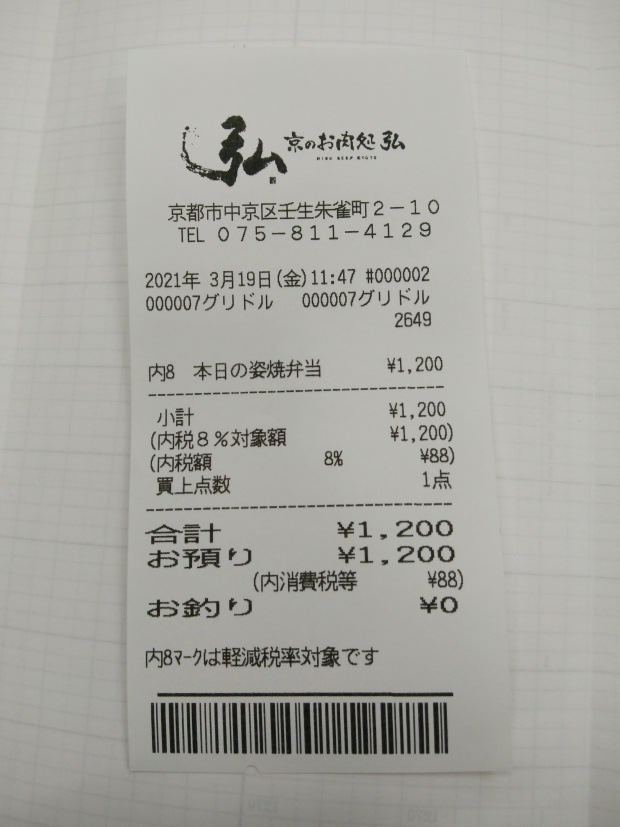 弘 京のお肉処 弘
HIRO BEEF KYOTO
京都市中京区壬生朱雀町2-10
TEL 075-811-4129
2021年 3月19日(金)11:47 #000002
000007グリドル 000007グリドル
2649
内8 本日の姿焼弁当 ¥1,200
小計 ¥1,200
(内税8%対象額 ¥1,200)
(内税額 8% ¥88)
買上点数 1点
合計 ¥1,200
お預り ¥1,200
(内消費税等 ¥88)
お釣り ¥0
内8マークは軽減税率対象です